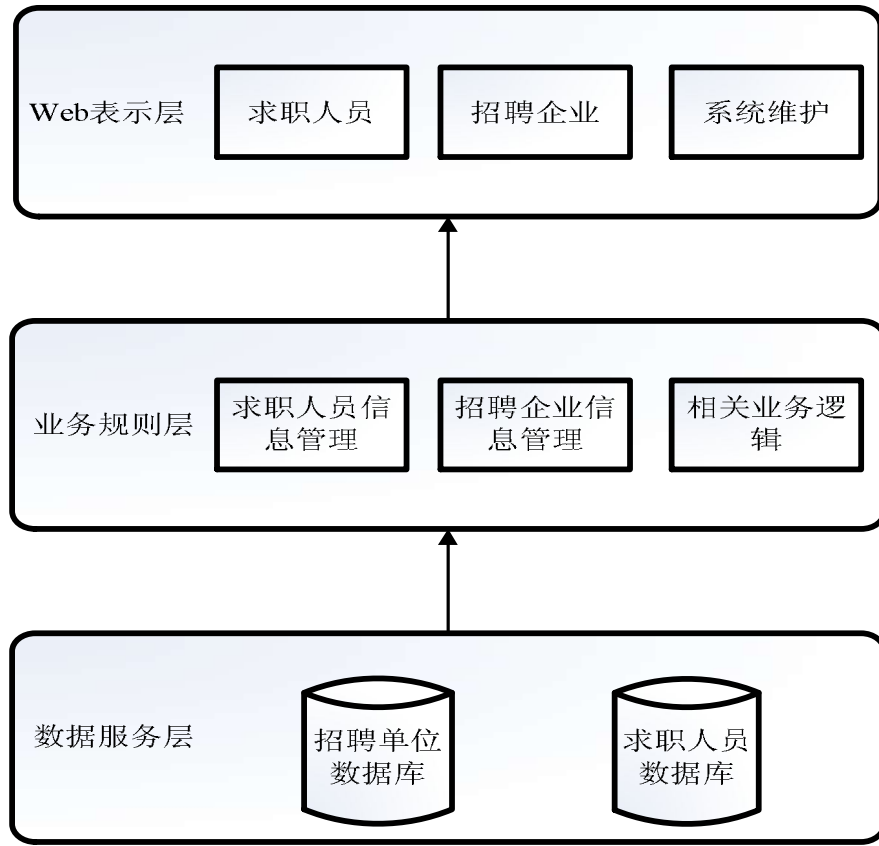 Web表示层
求职人员
招聘企业
系统维护
业务规则层
求职人员信
息管理
招聘企业信
息管理
相关业务逻
辑
数据服务层
招聘单位
数据库
求职人员
数据库